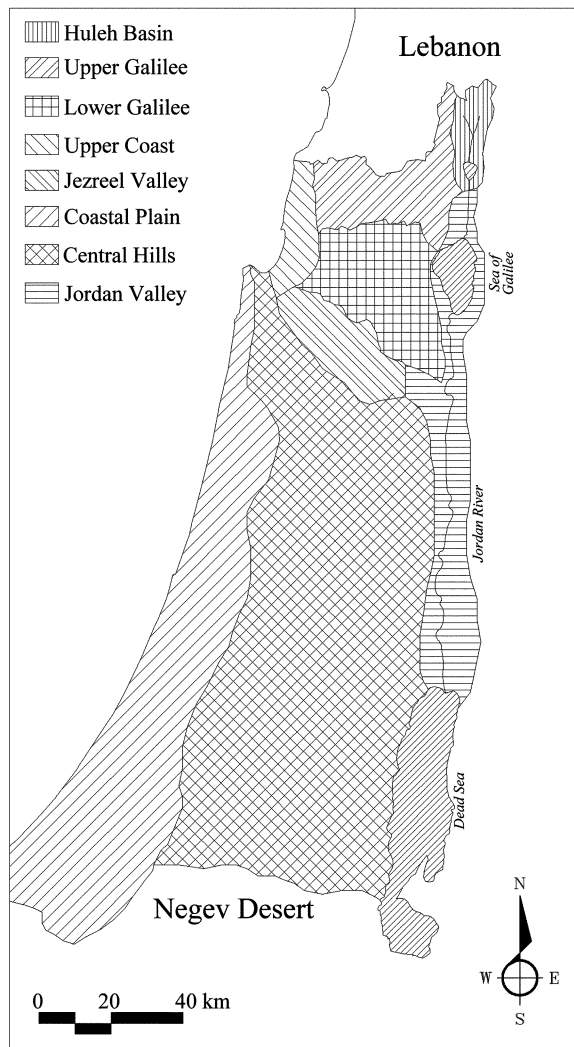 Huleh Basin
Lebanon
Upper Galilee
Lower Galilee
Upper Coast
Jezreel Valley
Coastal Plain
Central Hills
Jordan Valley
Sea of
Galilee
Jordan River
Dead Sea
Negev Desert
N
W E
S
0 20 40 km